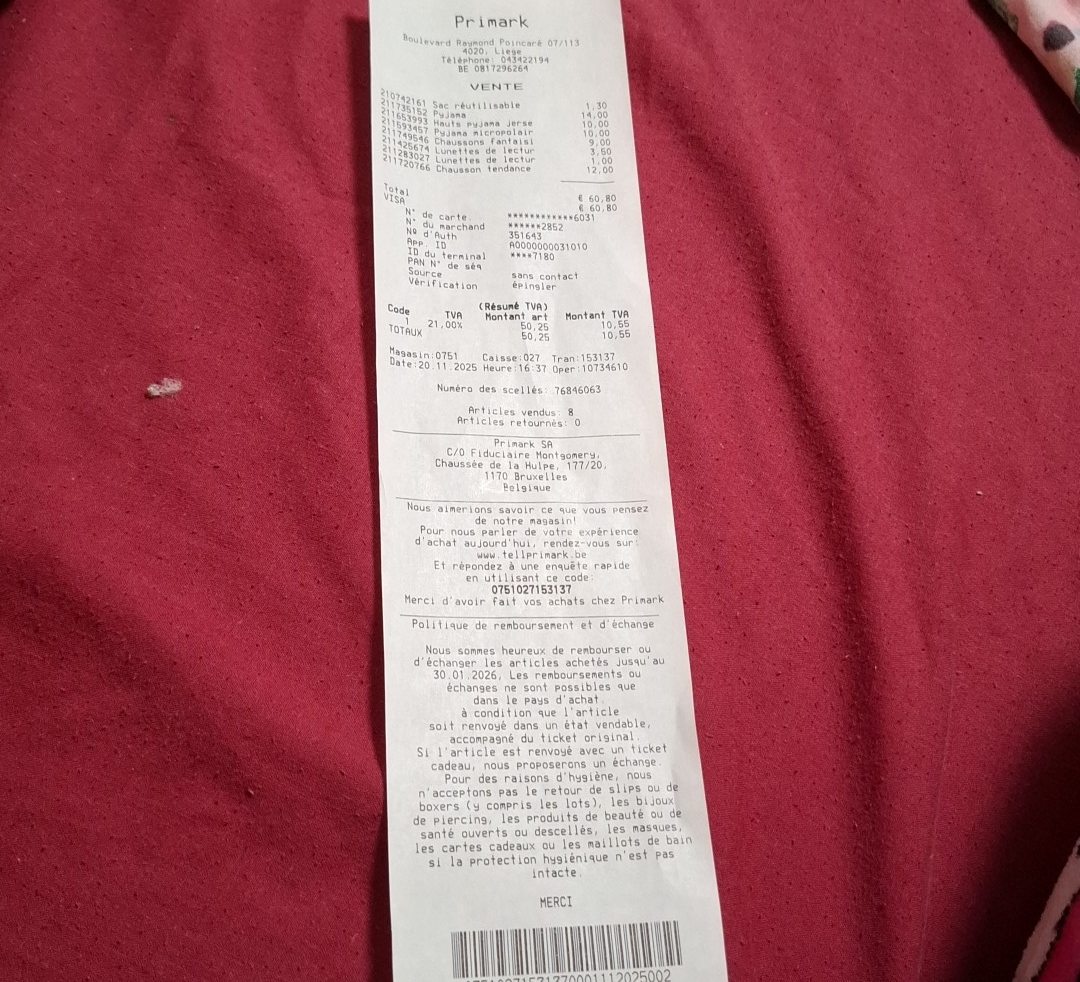 Primark
Boulevard Raymond Poincaré 07/113
4020, Liege
Téléphone: 043422194
BE 0817296264
VENTE
210742161 Sac réutilisable 1,30
211735152 Pyjama 14,00
211653993 Hauts pyjama jerse 10,00
211593457 Pyjama micropolair 10,00
211749546 Chaussons fantaisi 9,00
211425674 Lunettes de lectur 3,50
211283027 Lunettes de lectur 1,00
211720766 Chausson tendance 12,00
Total € 60,80
VISA € 60,80
N° de carte ************6031
N° du marchand ******2852
Nº d'Auth 351643
App. ID A0000000031010
ID du terminal ****7180
PAN N° de séq
Source sans contact
Vérification épingler
(Résumé TVA)
Code TVA Montant art Montant TVA
1 21,00% 50,25 10,55
TOTAUX 50,25 10,55
Magasin:0751 Caisse:027 Tran:153137
Date:20.11.2025 Heure:16:37 Oper:10734610
Numéro des scellés: 76846063
Articles vendus: 8
Articles retournés: 0
Primark SA
C/O Fiduciaire Montgomery,
Chaussée de la Hulpe, 177/20,
1170 Bruxelles
Belgique
Nous aimerions savoir ce que vous pensez
de notre magasin!
Pour nous parler de votre expérience
d'achat aujourd'hui, rendez-vous sur:
www.tellprimark.be
Et répondez à une enquête rapide
en utilisant ce code:
0751027153137
Merci d'avoir fait vos achats chez Primark
Politique de remboursement et d'échange
Nous sommes heureux de rembourser ou
d'échanger les articles achetés jusqu'au
30.01.2026, Les remboursements ou
échanges ne sont possibles que
dans le pays d'achat.
à condition que l'article
soit renvoyé dans un état vendable,
accompagné du ticket original.
Si l'article est renvoyé avec un ticket
cadeau, nous proposerons un échange.
Pour des raisons d'hygiène, nous
n'acceptons pas le retour de slips ou de
boxers (y compris les lots), les bijoux
de piercing, les produits de beauté ou de
santé ouverts ou descellés, les masques,
les cartes cadeaux ou les maillots de bain
si la protection hygiénique n'est pas
intacte.
MERCI